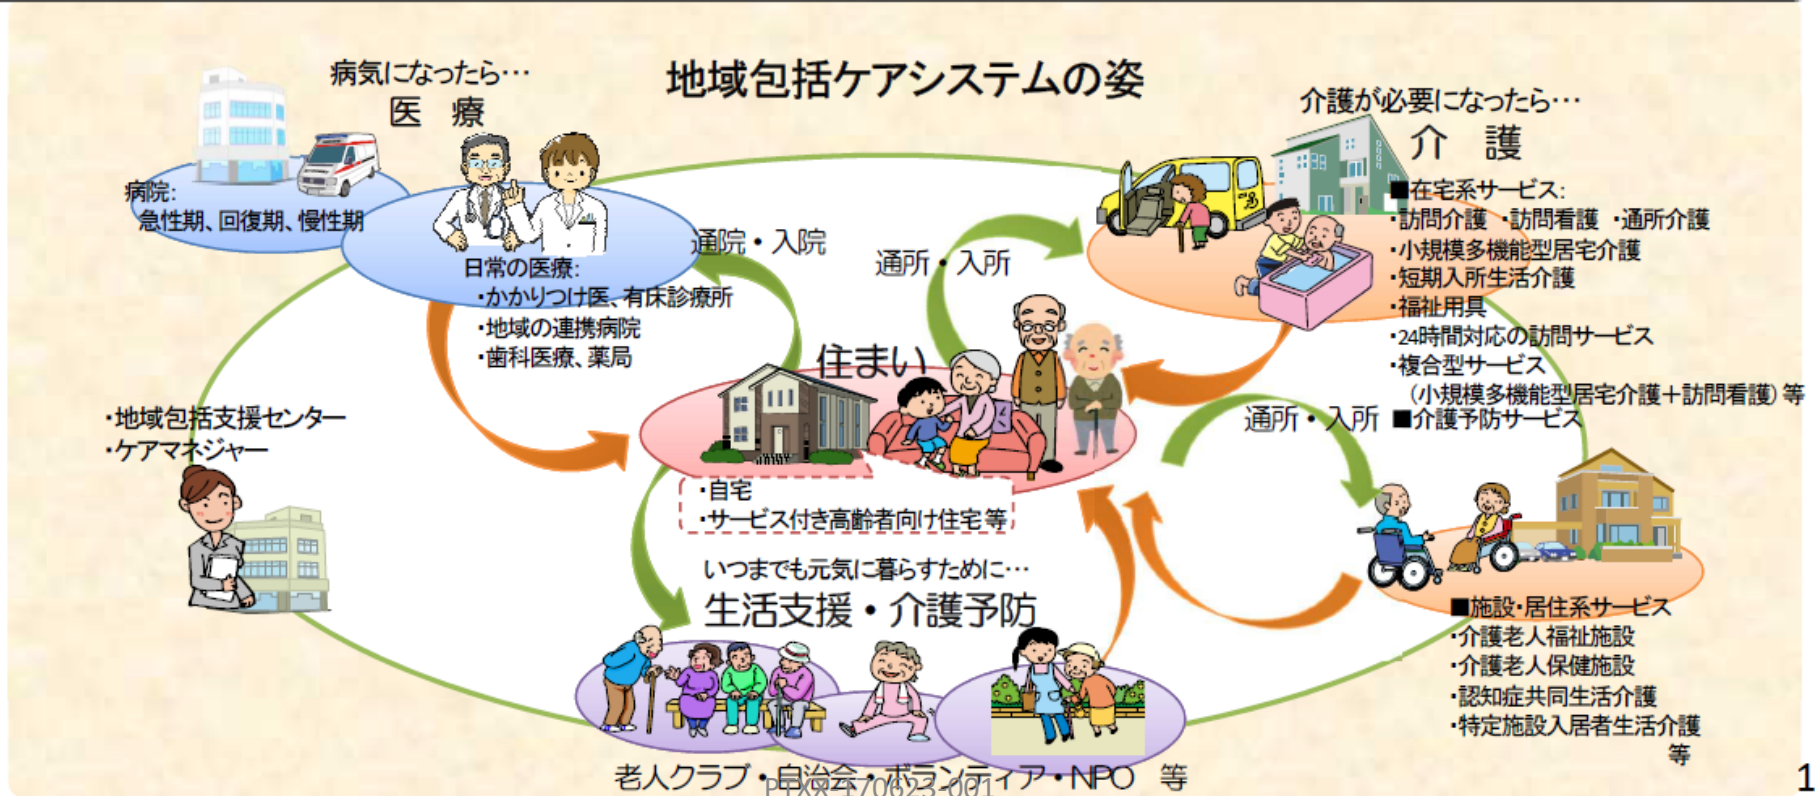 地域包括ケアシステムの姿
病気になったら…
医 療
病院:
急性期、回復期、慢性期
日常の医療:
・かかりつけ医、有床診療所
・地域の連携病院
・歯科医療、薬局
通院・入院
通所・入所
介護が必要になったら…
介 護
■在宅系サービス:
・訪問介護 ・訪問看護 ・通所介護
・小規模多機能型居宅介護
・短期入所生活介護
・福祉用具
・24時間対応の訪問サービス
・複合型サービス
（小規模多機能型居宅介護＋訪問看護）等
■介護予防サービス
通所・入所
住まい
・自宅
・サービス付き高齢者向け住宅等
・地域包括支援センター
・ケアマネジャー
いつまでも元気に暮らすために…
生活支援・介護予防
■施設・居住系サービス
・介護老人福祉施設
・介護老人保健施設
・認知症共同生活介護
・特定施設入居者生活介護
等
老人クラブ・自治会・ボランティア・NPO 等
PTXX-170623-001
1